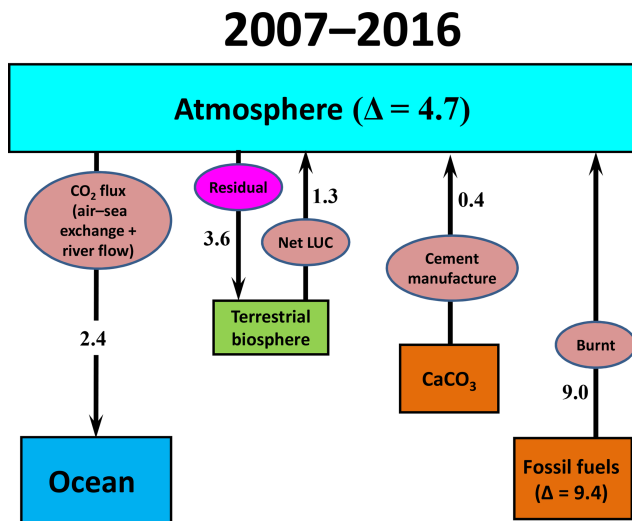 2007–2016
Atmosphere (Δ = 4.7)
CO₂ flux
(air–sea
exchange +
river flow)
2.4
Ocean
Residual
3.6
1.3
Net LUC
Terrestrial
biosphere
0.4
Cement
manufacture
CaCO₃
Burnt
9.0
Fossil fuels
(Δ = 9.4)